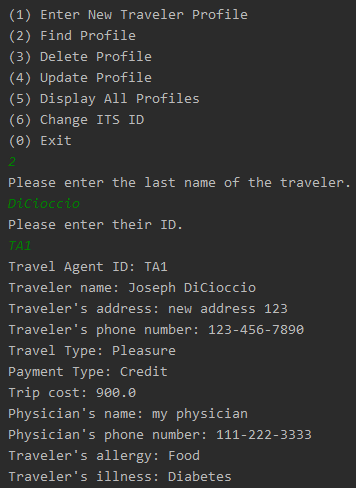 (1) Enter New Traveler Profile
(2) Find Profile
(3) Delete Profile
(4) Update Profile
(5) Display All Profiles
(6) Change ITS ID
(0) Exit
2
Please enter the last name of the traveler.
DiCioccio
Please enter their ID.
TA1
Travel Agent ID: TA1
Traveler name: Joseph DiCioccio
Traveler's address: new address 123
Traveler's phone number: 123-456-7890
Travel Type: Pleasure
Payment Type: Credit
Trip cost: 900.0
Physician's name: my physician
Physician's phone number: 111-222-3333
Traveler's allergy: Food
Traveler's illness: Diabetes